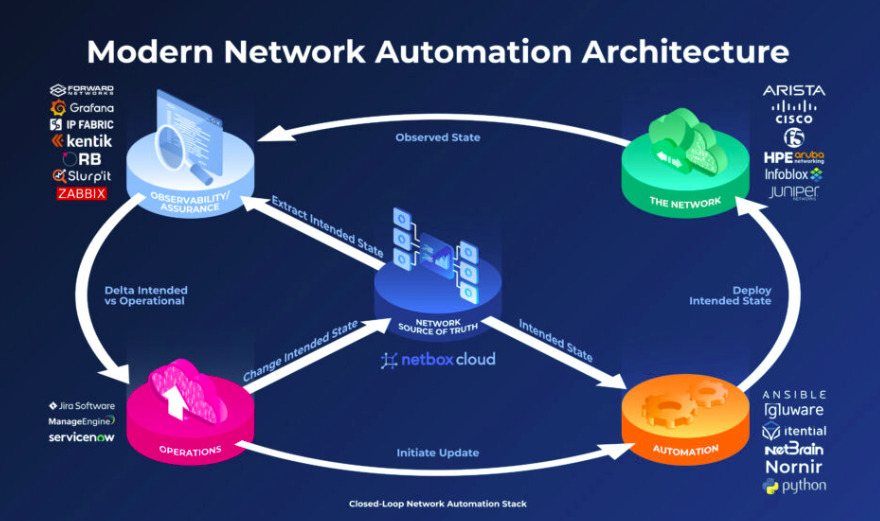 Modern Network Automation Architecture
FORWARD
NETWORKS
Grafana
IP FABRIC
kentik
ORB
Slurp'it
ZABBIX
OBSERVABILITY/
ASSURANCE
Observed State
THE NETWORK
ARISTA
CISCO
f5
HPE aruba
networking
Infoblox
JUNIPER
NETWORKS
Extract Intended State
Delta Intended
vs Operational
NETWORK
SOURCE OF TRUTH
netbox cloud
Deploy
Intended State
Change Intended State
Intended State
Jira Software
ManageEngine
servicenow
OPERATIONS
Initiate Update
AUTOMATION
ANSIBLE
gluware
itential
NetBrain
Nornir
python
Closed-Loop Network Automation Stack